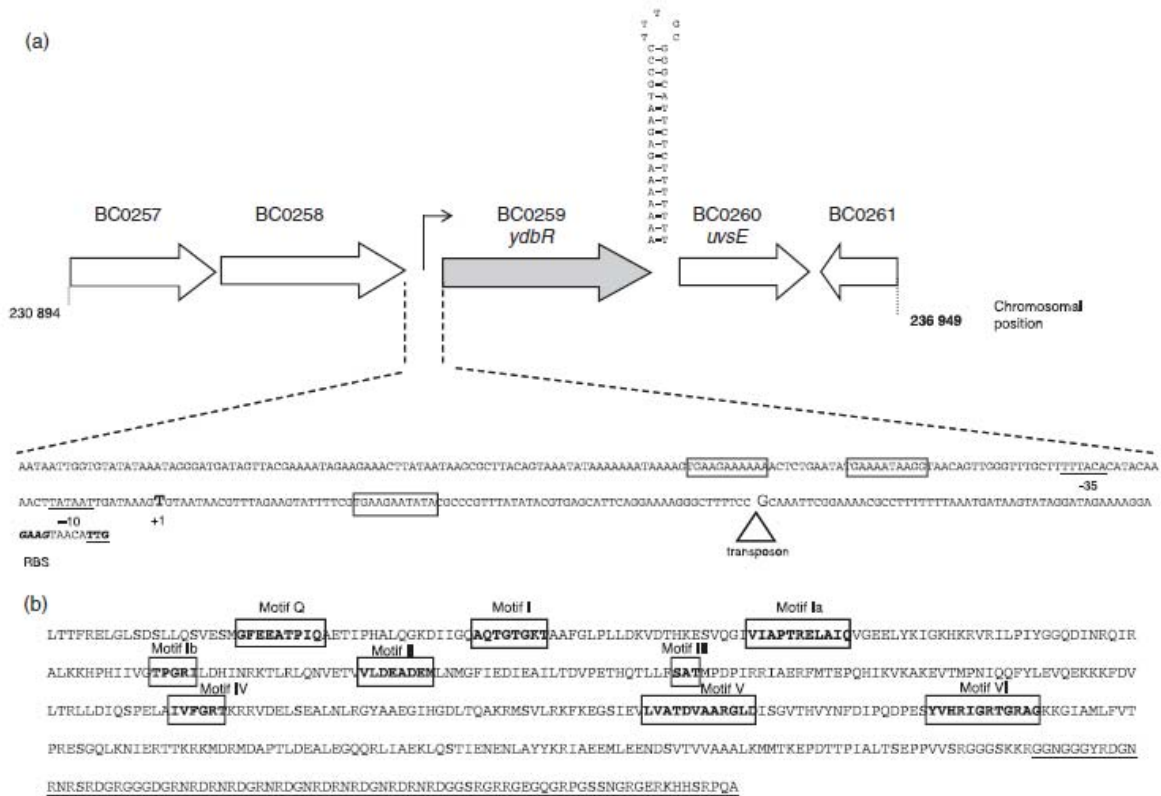 (a)
T
T G
T C
BC0257 BC0258 BC0259 BC0260 BC0261
ydbR uvsE
230 894
236 949
Chromosomal
position
AATAATTGGTGTATATAAATAGGGATGATAGTTACGAAAATAGAAGAAACTTATAATAAGCGCTTACAGTAAATATAAAAAAATAAAAGTGAAGAAAAAAACTCTGAATATGAAAATAAGGTAACAGTTGGGTTTGCTTTTTACACATACAA
-35
AACTTATAATTGATAAAGTGTAATAACGTTTAGAAGTATTTTCGTGAAGAATATACGCCCGTTTATATACGTGAGCATTCAGGAAAAGGGCTTTTCC GCAAATTCGGAAAACGCCTTTTTTTAAATGATAAGTATAGGATAGAAAAGGA
–10 +1
GAAGTAACATTG
transposon
RBS
(b)
Motif Q Motif I Motif Ia
LTTFRELGLSDSLLQSVESMGFEEATPIQAETIPHALQGKDIIGQAQTGTGKTAAFGLPLLDKVDTHKESVQGIVIAPTRELAIQVGEELYKIGKHKRVRILPIYGGQDINRQIR
Motif Ib Motif II Motif III
ALKKHPHIIVGTPGRILDHINRKTLRLQNVETVVLDEADEMLNMGFIEDIEAILTDVPETHQTLLRSATMPDPIRRIAERFMTEPQHIKVKAKEVTMPNIQQFYLEVQEKKKFDV
Motif IV Motif V Motif VI
LTRLLDIQSPELAIVFGRTKRRVDELSEALNLRGYAAEGIHGDLTQAKRMSVLRKFKEGSIEVLVATDVAARGLDISGVTHVYNFDIPQDPESYVHRIGRTGRAGKKGIAMLFVT
PRESGQLKNIERTTKRKMDRMDAPTLDEALEGQQRLIAEKLQSTIENENLAYYKRIAEEMLEENDSVTVVAAALKMMTKEPDTTPIALTSEPPVVSRGGGSKKRGGNGGGYRDGN
RNRSRDGRGGGDGRNRDRNRDGRNRDGNRDRNRDGNRDRNRDGGSRGRRGEGQGRPGSSNGRGERKHHSRPQA